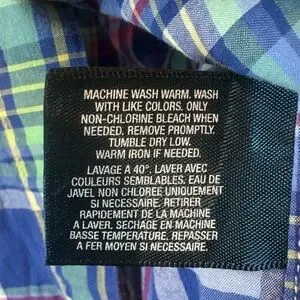 MACHINE WASH WARM. WASH
WITH LIKE COLORS. ONLY
NON-CHLORINE BLEACH WHEN
NEEDED. REMOVE PROMPTLY.
TUMBLE DRY LOW.
WARM IRON IF NEEDED.
LAVAGE A 40°. LAVER AVEC
COULEURS SEMBLABLES. EAU DE
JAVEL NON CHLOREE UNIQUEMENT
SI NECESSAIRE. RETIRER
RAPIDEMENT DE LA MACHINE
A LAVER. SECHAGE EN MACHINE
BASSE TEMPERATURE. REPASSER
A FER MOYEN SI NECESSAIRE.